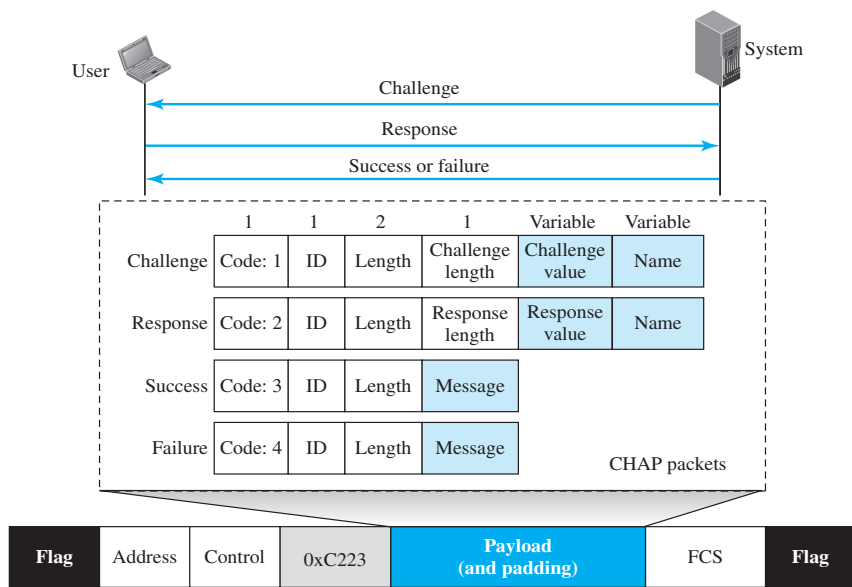 User
System
Challenge
Response
Success or failure
1 1 2 1 Variable Variable
Challenge Code: 1 ID Length Challenge length Challenge value Name
Response Code: 2 ID Length Response length Response value Name
Success Code: 3 ID Length Message
Failure Code: 4 ID Length Message
CHAP packets
Flag Address Control 0xC223 Payload (and padding) FCS Flag